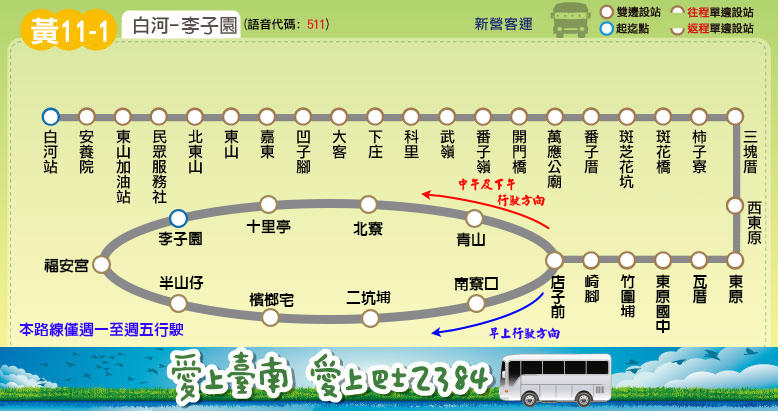 黃11-1
白河-李子園
(語音代碼: 511)
新營客運
雙邊設站
起迄點
往程單邊設站
返程單邊設站
白河站
安養院
東山加油站
民眾服務社
北東山
東山
嘉東
凹子腳
大客
下庄
科里
武嶺
番子嶺
開門橋
萬應公廟
番子厝
斑芝花坑
斑花橋
柿子寮
三塊厝
西東原
東原
瓦厝
東原國中
竹圍埔
崎腳
店子前
中午及下午
行駛方向
青山
北寮
十里亭
李子園
福安宮
半山仔
檳榔宅
二坑埔
南寮口
早上行駛方向
本路線僅週一至週五行駛
愛上臺南 愛上巴士2384